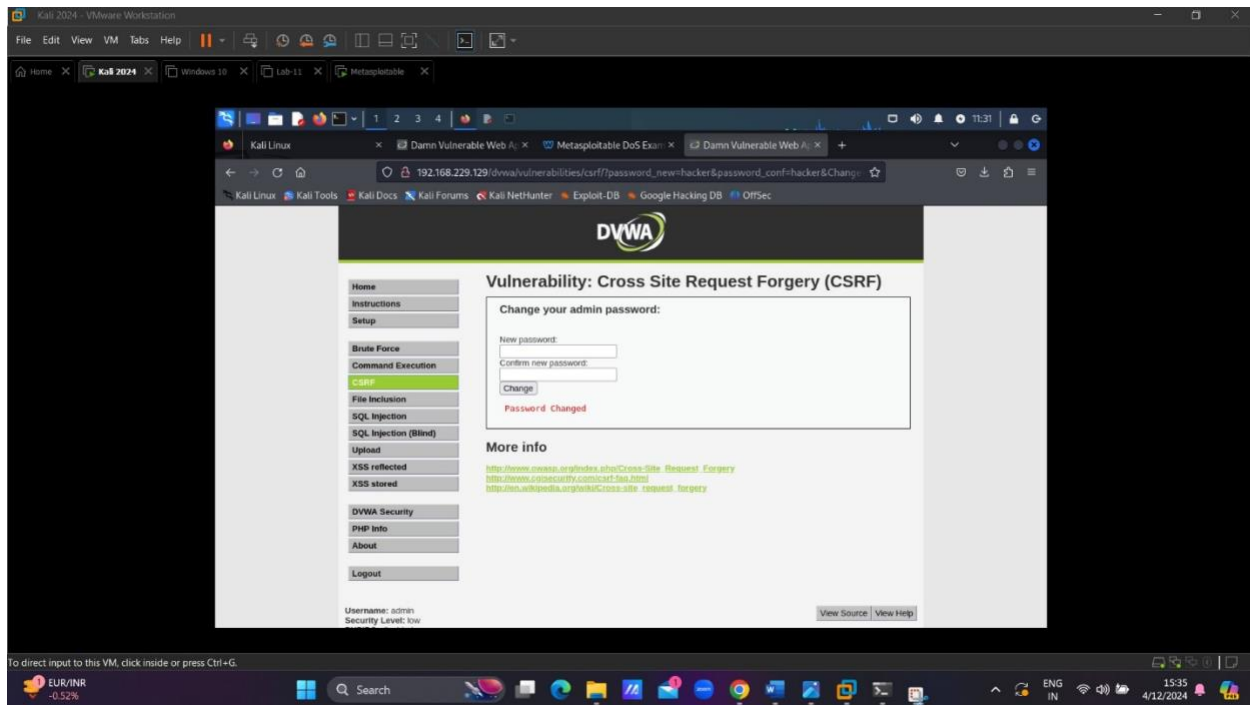 Kali 2024 - VMware Workstation
File Edit View VM Tabs Help
Home Kali 2024 Windows 10 Lab-11 Metasploitable
1 2 3 4 11:31
Kali Linux Damn Vulnerable Web Ap Metasploitable DoS Exam Damn Vulnerable Web Ap
192.168.229.129/dvwa/vulnerabilities/csrf/?password_new=hacker&password_conf=hacker&Change
Kali Linux Kali Tools Kali Docs Kali Forums Kali NetHunter Exploit-DB Google Hacking DB OffSec
DVWA
Home
Instructions
Setup
Brute Force
Command Execution
CSRF
File Inclusion
SQL Injection
SQL Injection (Blind)
Upload
XSS reflected
XSS stored
DVWA Security
PHP Info
About
Logout
Username: admin
Security Level: low
Vulnerability: Cross Site Request Forgery (CSRF)
Change your admin password:
New password:
Confirm new password:
Change
Password Changed
More info
http://www.owasp.org/index.php/Cross-Site_Request_Forgery
http://www.cgisecurity.com/csrf-faq.html
http://en.wikipedia.org/wiki/Cross-site_request_forgery
View Source View Help
To direct input to this VM, click inside or press Ctrl+G.
1 EUR/INR
-0.52%
Search
1
ENG
IN
15:35
4/12/2024